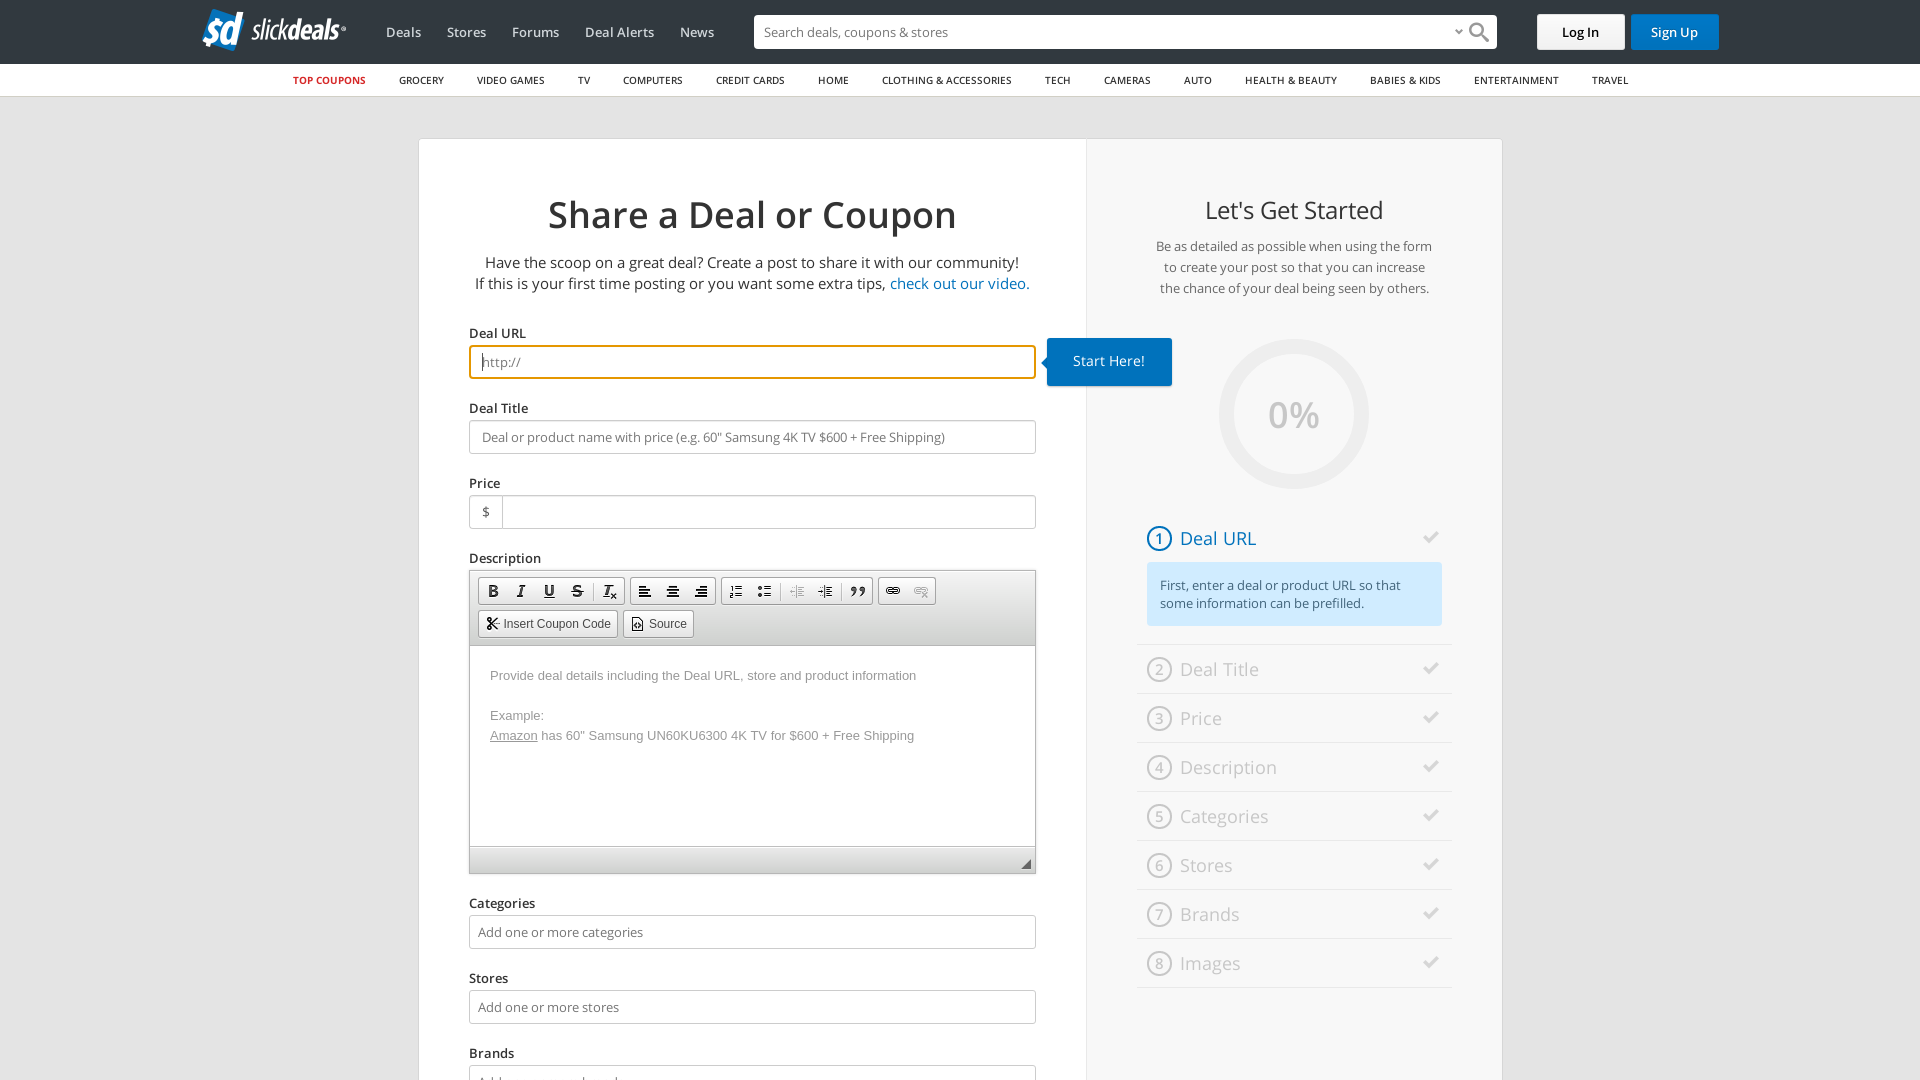 sd slickdeals®
Deals
Stores
Forums
Deal Alerts
News
Search deals, coupons & stores
Log In
Sign Up
TOP COUPONS
GROCERY
VIDEO GAMES
TV
COMPUTERS
CREDIT CARDS
HOME
CLOTHING & ACCESSORIES
TECH
CAMERAS
AUTO
HEALTH & BEAUTY
BABIES & KIDS
ENTERTAINMENT
TRAVEL
Share a Deal or Coupon
Have the scoop on a great deal? Create a post to share it with our community!
If this is your first time posting or you want some extra tips, check out our video.
Deal URL
http://
Start Here!
Deal Title
Deal or product name with price (e.g. 60" Samsung 4K TV $600 + Free Shipping)
Price
$
Description
Insert Coupon Code
Source
Provide deal details including the Deal URL, store and product information
Example:
Amazon has 60" Samsung UN60KU6300 4K TV for $600 + Free Shipping
Categories
Add one or more categories
Stores
Add one or more stores
Brands
Let's Get Started
Be as detailed as possible when using the form
to create your post so that you can increase
the chance of your deal being seen by others.
0%
1 Deal URL
First, enter a deal or product URL so that
some information can be prefilled.
2 Deal Title
3 Price
4 Description
5 Categories
6 Stores
7 Brands
8 Images